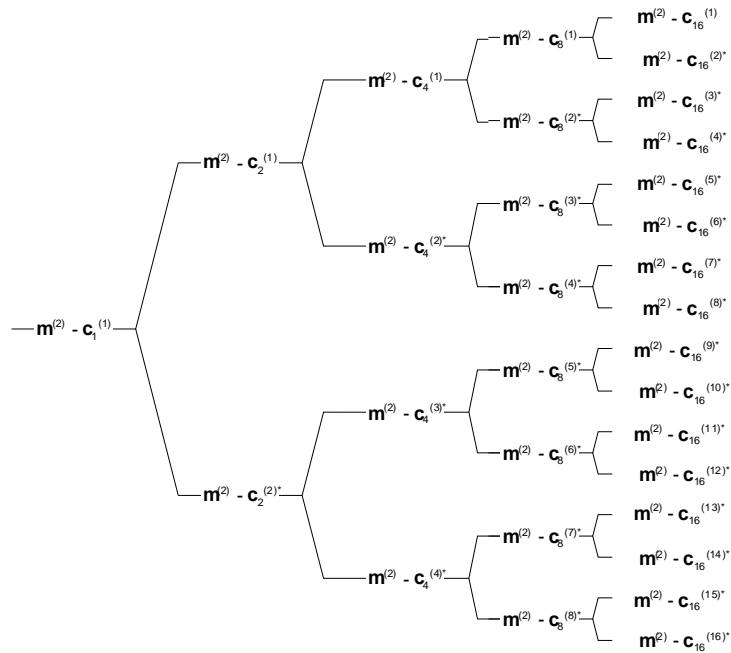 m⁽²⁾ - c₁₆⁽¹⁾
m⁽²⁾ - c₈⁽¹⁾
m⁽²⁾ - c₁₆⁽²⁾*
m⁽²⁾ - c₄⁽¹⁾
m⁽²⁾ - c₁₆⁽³⁾*
m⁽²⁾ - c₈⁽²⁾*
m⁽²⁾ - c₁₆⁽⁴⁾*
m⁽²⁾ - c₂⁽¹⁾
m⁽²⁾ - c₁₆⁽⁵⁾*
m⁽²⁾ - c₈⁽³⁾*
m⁽²⁾ - c₁₆⁽⁶⁾*
m⁽²⁾ - c₄⁽²⁾*
m⁽²⁾ - c₁₆⁽⁷⁾*
m⁽²⁾ - c₈⁽⁴⁾*
m⁽²⁾ - c₁₆⁽⁸⁾*
m⁽²⁾ - c₁⁽¹⁾
m⁽²⁾ - c₁₆⁽⁹⁾*
m⁽²⁾ - c₈⁽⁵⁾*
m⁽²⁾ - c₁₆⁽¹⁰⁾*
m⁽²⁾ - c₄⁽³⁾*
m⁽²⁾ - c₁₆⁽¹¹⁾*
m⁽²⁾ - c₈⁽⁶⁾*
m⁽²⁾ - c₁₆⁽¹²⁾*
m⁽²⁾ - c₂⁽²⁾*
m⁽²⁾ - c₁₆⁽¹³⁾*
m⁽²⁾ - c₈⁽⁷⁾*
m⁽²⁾ - c₁₆⁽¹⁴⁾*
m⁽²⁾ - c₄⁽⁴⁾*
m⁽²⁾ - c₁₆⁽¹⁵⁾*
m⁽²⁾ - c₈⁽⁸⁾*
m⁽²⁾ - c₁₆⁽¹⁶⁾*